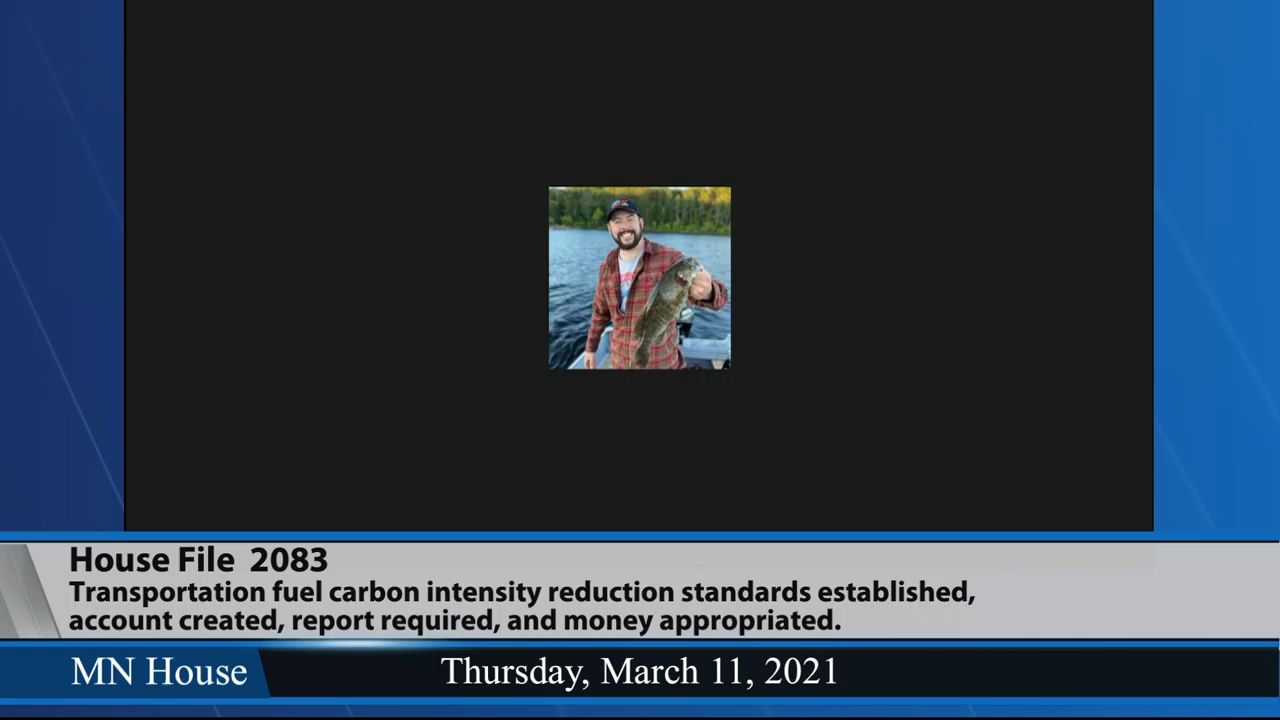 House File 2083
Transportation fuel carbon intensity reduction standards established,
account created, report required, and money appropriated.
MN House
Thursday, March 11, 2021